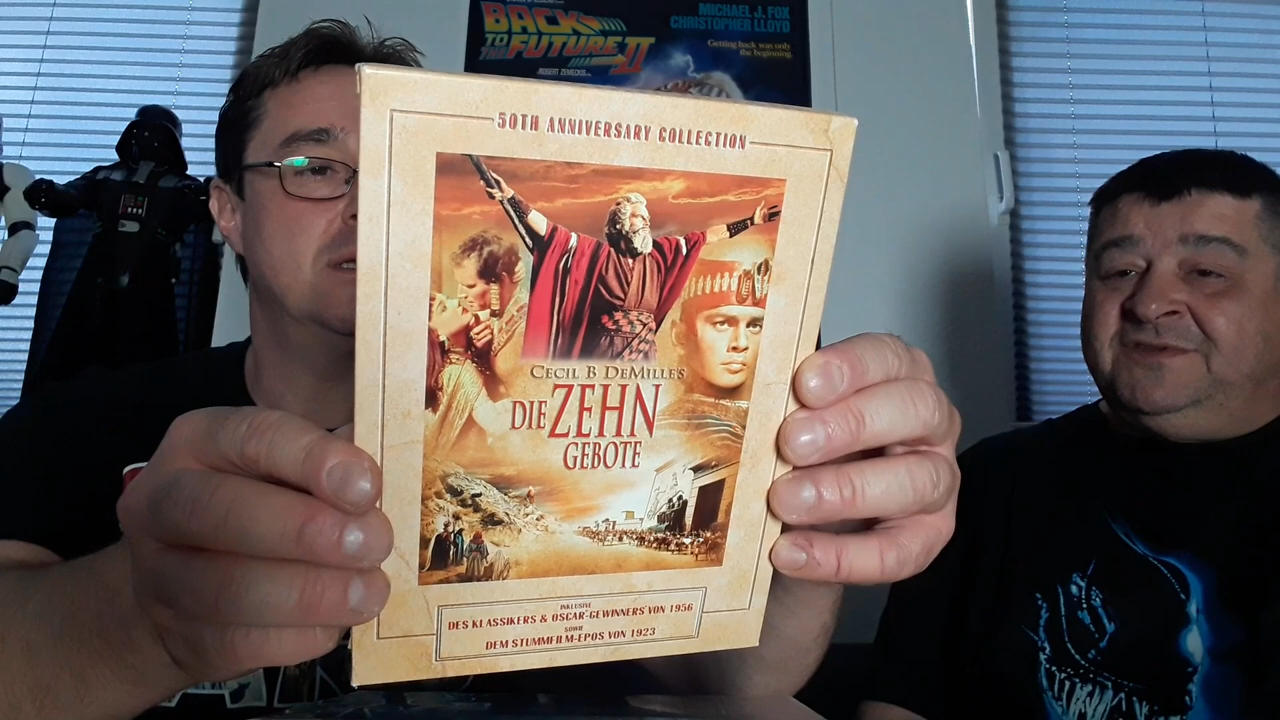 BACK
TO THE
FUTURE II
ROBERT ZEMECKIS
MICHAEL J. FOX
CHRISTOPHER LLOYD
Getting back was only
the beginning.
50TH ANNIVERSARY COLLECTION
CECIL B DEMILLE'S
DIE ZEHN
GEBOTE
INKLUSIVE
DES KLASSIKERS & OSCAR-GEWINNERS VON 1956
SOWIE
DEM STUMMFILM-EPOS VON 1923